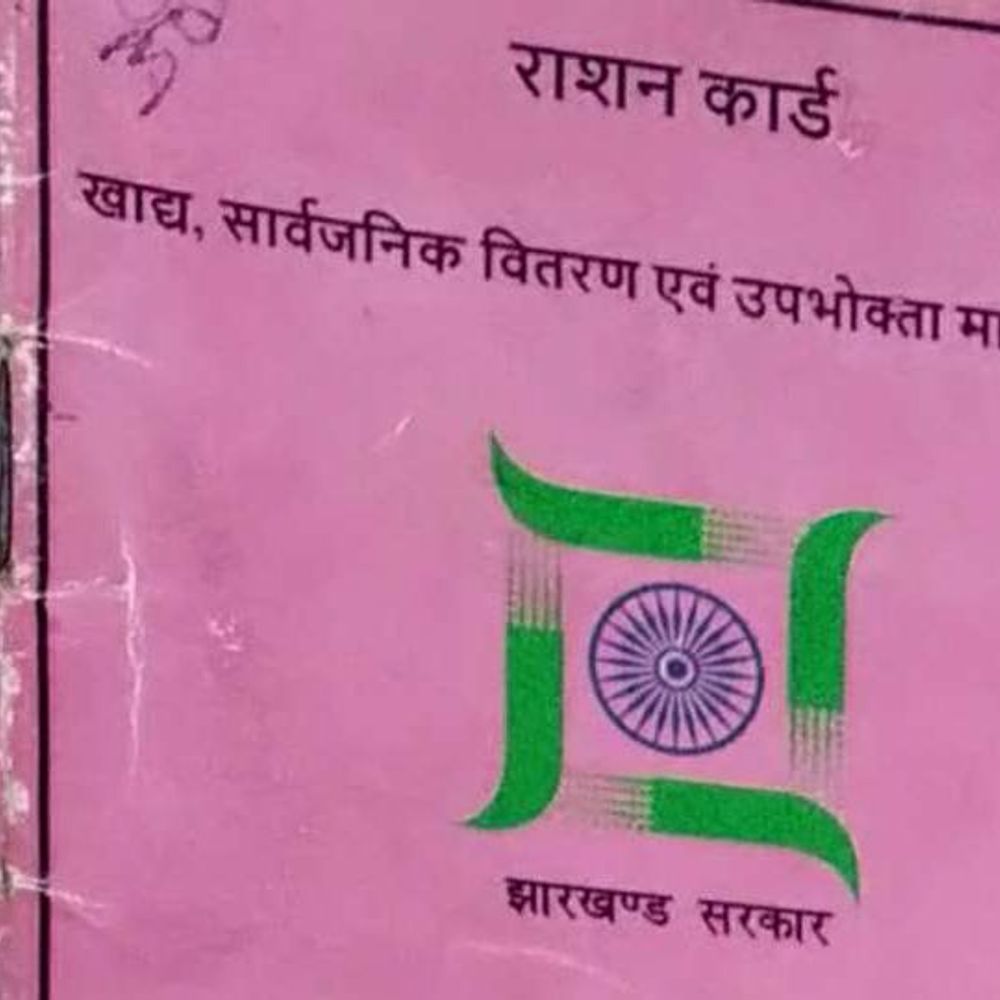 राशन कार्ड
खाद्य, सार्वजनिक वितरण एवं उपभोक्ता
झारखण्ड सरकार